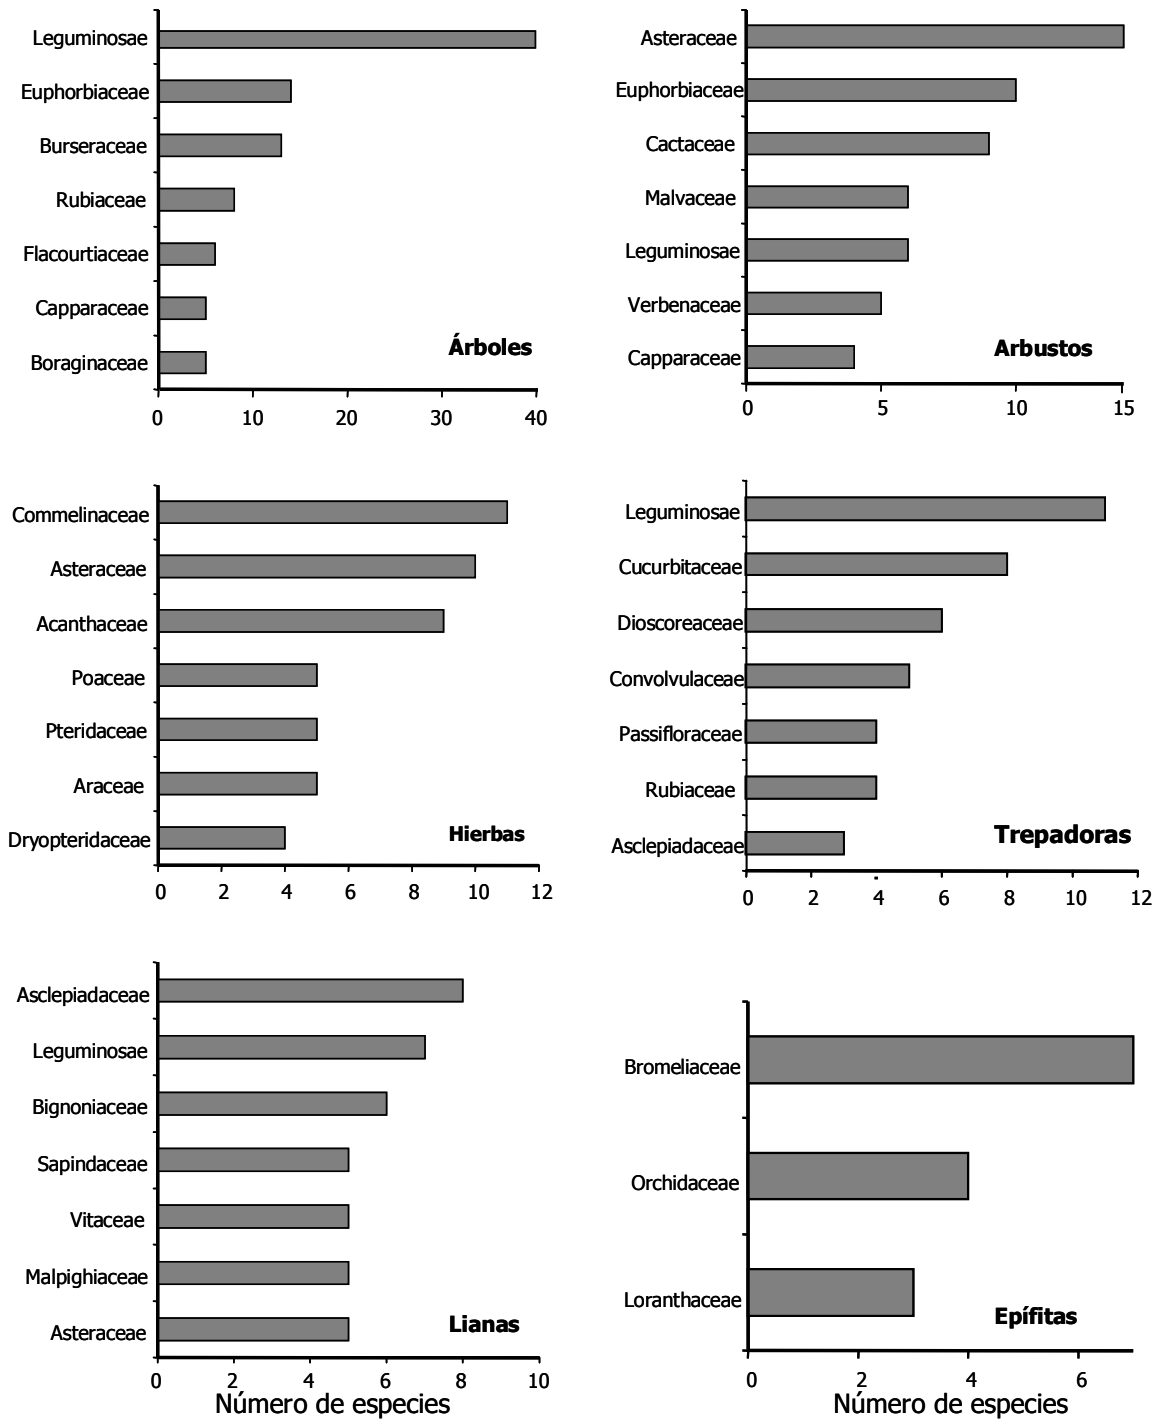 Leguminosae
Euphorbiaceae
Burseraceae
Rubiaceae
Flacourtiaceae
Capparaceae
Boraginaceae
Árboles
0 10 20 30 40
Asteraceae
Euphorbiaceae
Cactaceae
Malvaceae
Leguminosae
Verbenaceae
Capparaceae
Arbustos
0 5 10 15
Commelinaceae
Asteraceae
Acanthaceae
Poaceae
Pteridaceae
Araceae
Dryopteridaceae
Hierbas
0 2 4 6 8 10 12
Leguminosae
Cucurbitaceae
Dioscoreaceae
Convolvulaceae
Passifloraceae
Rubiaceae
Asclepiadaceae
Trepadoras
0 2 4 6 8 10 12
Asclepiadaceae
Leguminosae
Bignoniaceae
Sapindaceae
Vitaceae
Malpighiaceae
Asteraceae
Lianas
0 2 4 6 8 10
Número de especies
Bromeliaceae
Orchidaceae
Loranthaceae
Epífitas
0 2 4 6
Número de especies